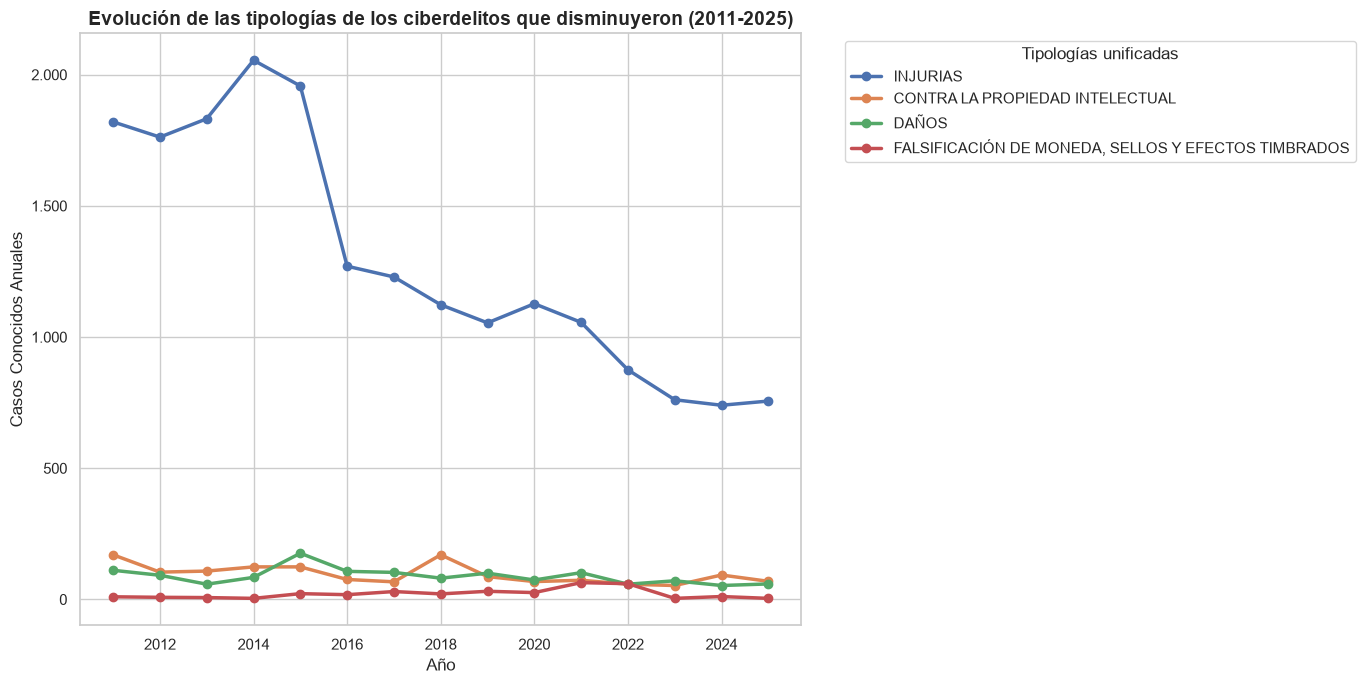 Evolución de las tipologías de los ciberdelitos que disminuyeron (2011-2025)
Tipologías unificadas
INJURIAS
CONTRA LA PROPIEDAD INTELECTUAL
DAÑOS
FALSIFICACIÓN DE MONEDA, SELLOS Y EFECTOS TIMBRADOS
Casos Conocidos Anuales
2.000
1.500
1.000
500
0
2012 2014 2016 2018 2020 2022 2024
Año